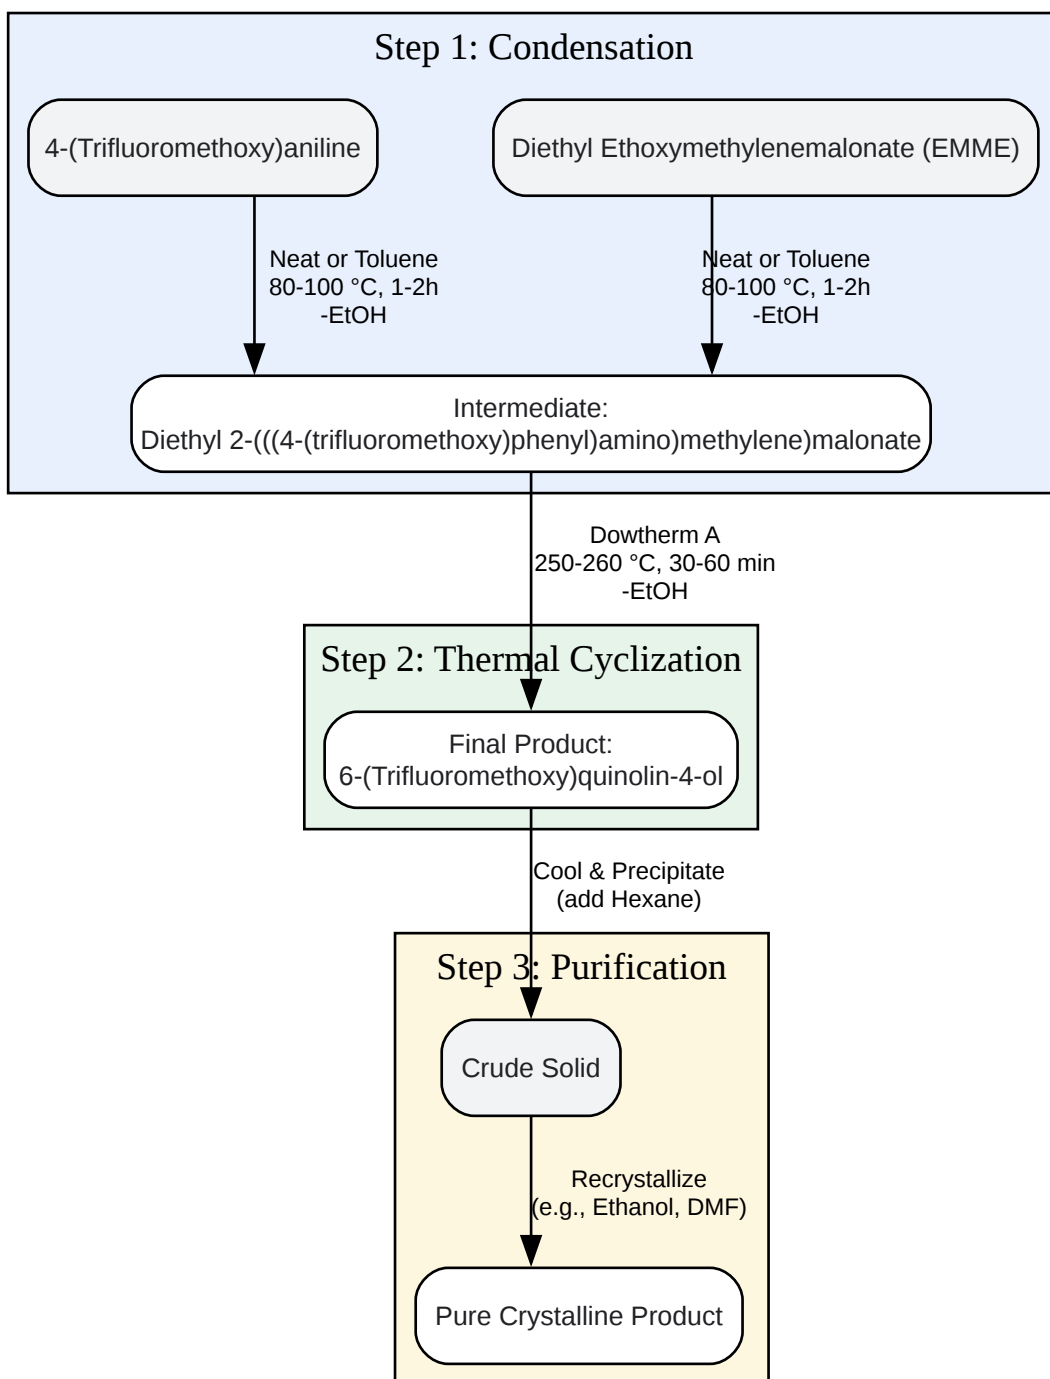 Step 1: Condensation
4-(Trifluoromethoxy)aniline
Diethyl Ethoxymethylenemalonate (EMME)
Neat or Toluene
80-100 °C, 1-2h
-EtOH
Neat or Toluene
80-100 °C, 1-2h
-EtOH
Intermediate:
Diethyl 2-(((4-(trifluoromethoxy)phenyl)amino)methylene)malonate
Dowtherm A
250-260 °C, 30-60 min
-EtOH
Step 2: Thermal Cyclization
Final Product:
6-(Trifluoromethoxy)quinolin-4-ol
Cool & Precipitate
(add Hexane)
Step 3: Purification
Crude Solid
Recrystallize
(e.g., Ethanol, DMF)
Pure Crystalline Product